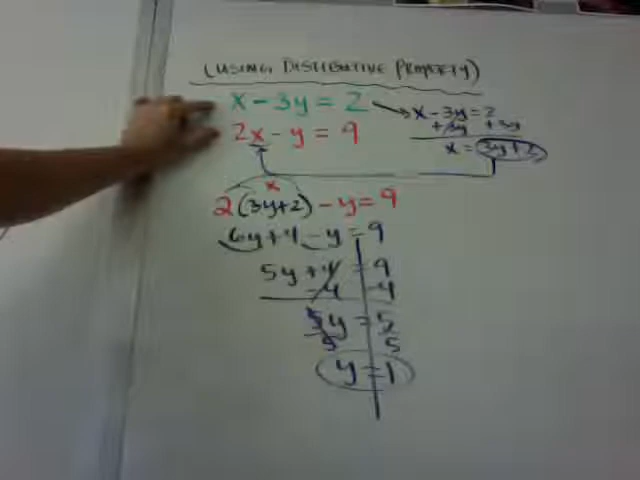 (USING DISTIBUTIVE PROPERTY)
x - 3y = 2
x - 3y = 2
+3y +3y
2x - y = 9
x = 3y + 2
x
2(3y+2) - y = 9
6y + 4 - y = 9
5y + 4 = 9
-4 -4
5y = 5
5 5
y = 1